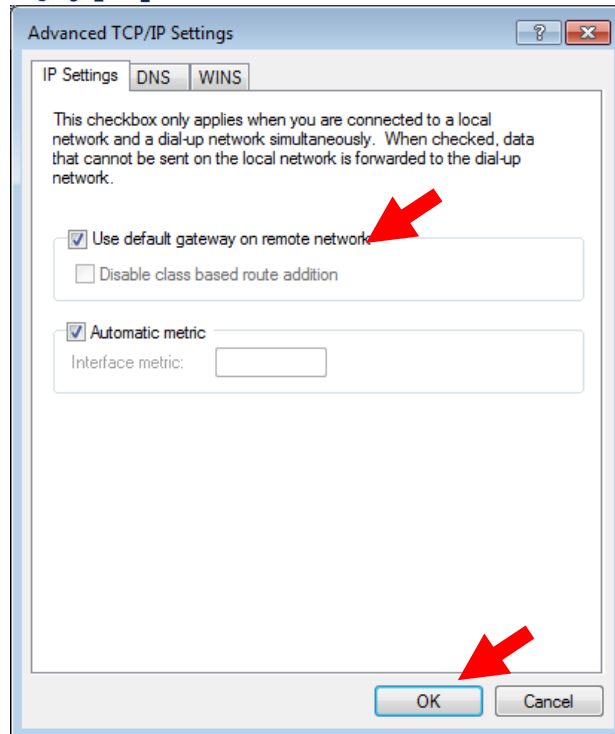 Advanced TCP/IP Settings
IP Settings DNS WINS
This checkbox only applies when you are connected to a local
network and a dial-up network simultaneously. When checked, data
that cannot be sent on the local network is forwarded to the dial-up
network.
Use default gateway on remote network
Disable class based route addition
Automatic metric
Interface metric:
OK Cancel